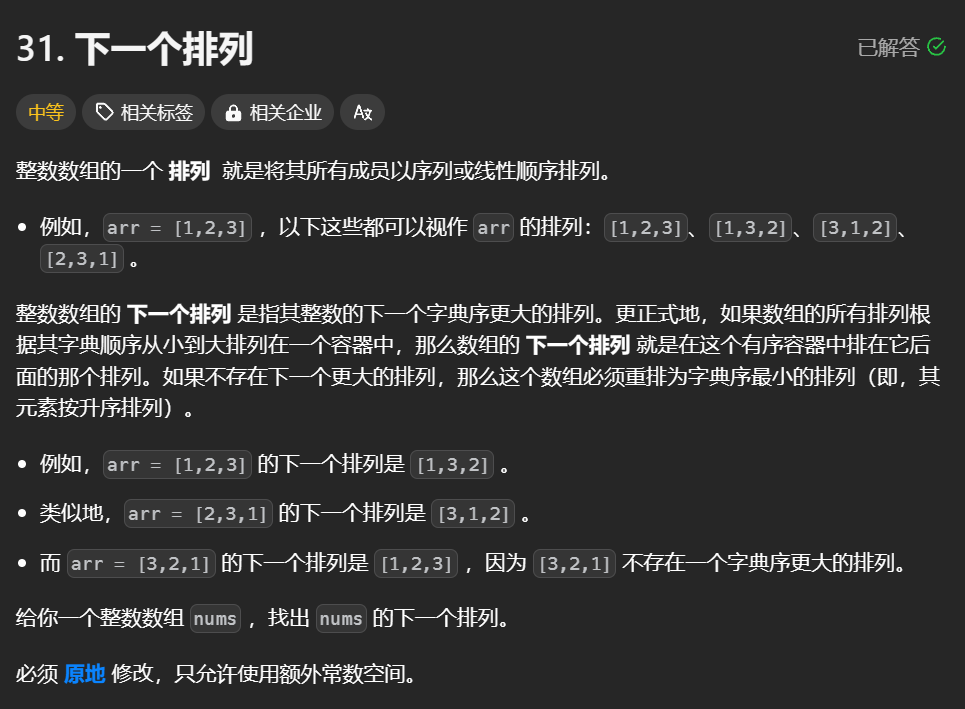 31. 下一个排列
已解答
中等 相关标签 相关企业
整数数组的一个 排列 就是将其所有成员以序列或线性顺序排列。
例如，arr = [1,2,3] ，以下这些都可以视作 arr 的排列：[1,2,3]、[1,3,2]、[3,1,2]、
[2,3,1] 。
整数数组的 下一个排列 是指其整数的下一个字典序更大的排列。更正式地，如果数组的所有排列根
据其字典顺序从小到大排列在一个容器中，那么数组的 下一个排列 就是在这个有序容器中排在它后
面的那个排列。如果不存在下一个更大的排列，那么这个数组必须重排为字典序最小的排列（即，其
元素按升序排列）。
例如，arr = [1,2,3] 的下一个排列是 [1,3,2] 。
类似地，arr = [2,3,1] 的下一个排列是 [3,1,2] 。
而 arr = [3,2,1] 的下一个排列是 [1,2,3] ，因为 [3,2,1] 不存在一个字典序更大的排列。
给你一个整数数组 nums ，找出 nums 的下一个排列。
必须 原地 修改，只允许使用额外常数空间。